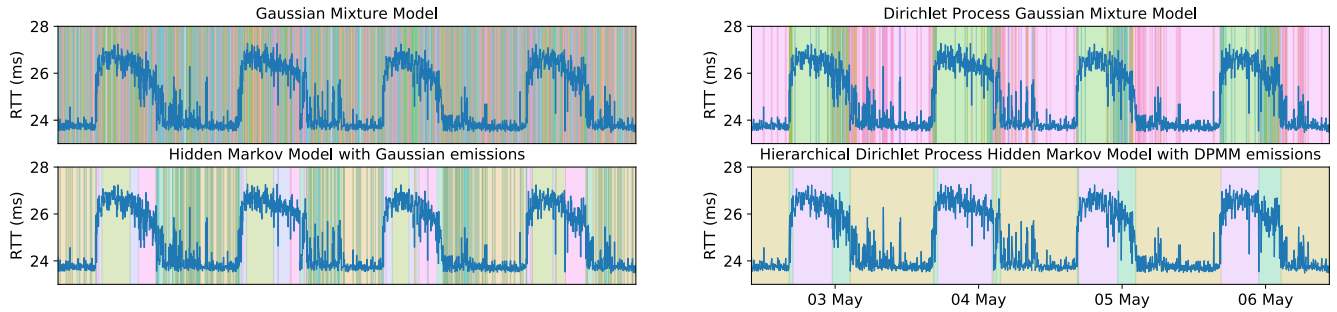 Gaussian Mixture Model
28
26
24
RTT (ms)
Dirichlet Process Gaussian Mixture Model
28
26
24
RTT (ms)
Hidden Markov Model with Gaussian emissions
28
26
24
RTT (ms)
Hierarchical Dirichlet Process Hidden Markov Model with DPMM emissions
28
26
24
RTT (ms)
03 May 04 May 05 May 06 May